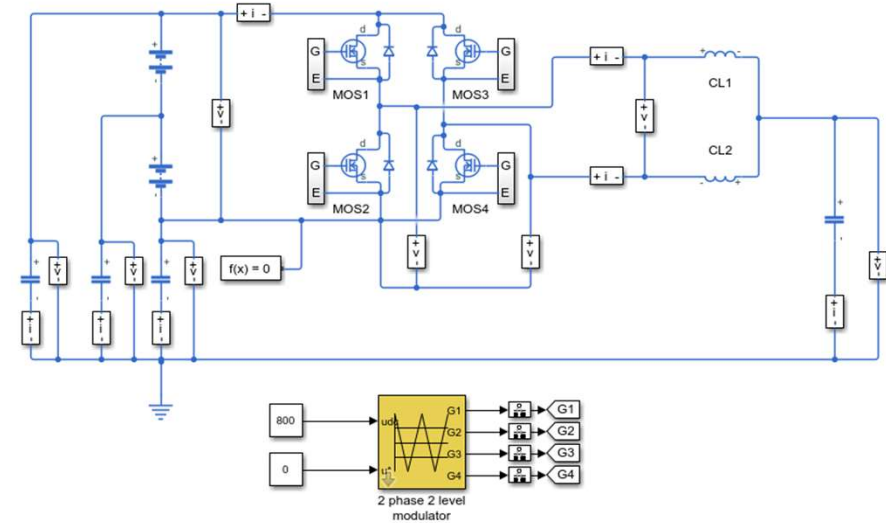 + i -
d
d
G
G
+ i -
+
+
-
s
s
E
E
MOS1
MOS3
CL1
+
-
+ v -
+ v -
CL2
d
d
G
G
+
s
s
E
E
+ i -
-
+
-
MOS2
MOS4
+
+ v -
+ v -
+ v -
f(x) = 0
+
+ v -
+
+ v -
+
+ v -
+ i -
+ i -
+ i -
+ i -
800
udc
G1
G1
G2
G2
G3
G3
0
u*
G4
G4
2 phase 2 level
modulator